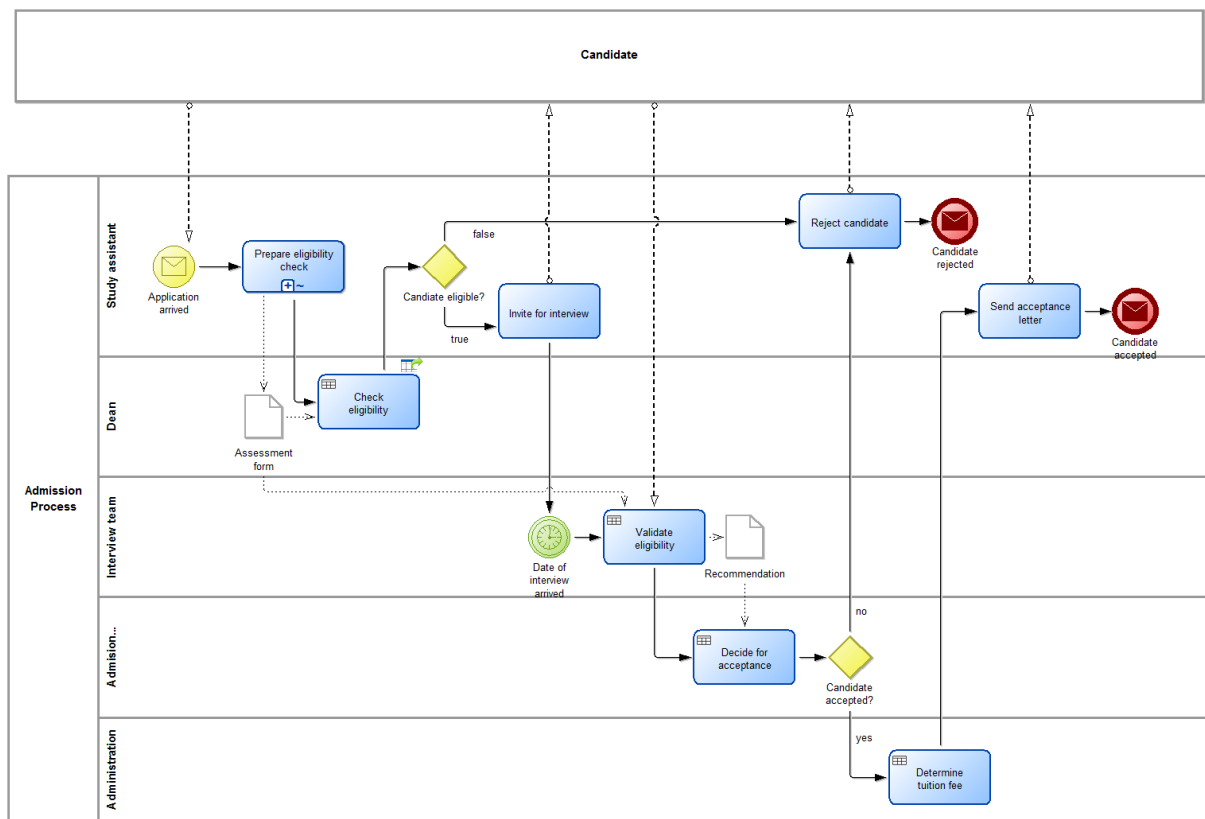 Candidate
Admission
Process
Study assistant
Application
arrived
Prepare eligibility
check
Candiate eligible?
false
true
Invite for interview
Reject candidate
Candidate
rejected
Send acceptance
letter
Candidate
accepted
Dean
Assessment
form
Check
eligibility
Interview team
Date of
interview
arrived
Validate
eligibility
Recommendation
Admision...
Decide for
acceptance
Candidate
accepted?
no
yes
Administration
Determine
tuition fee